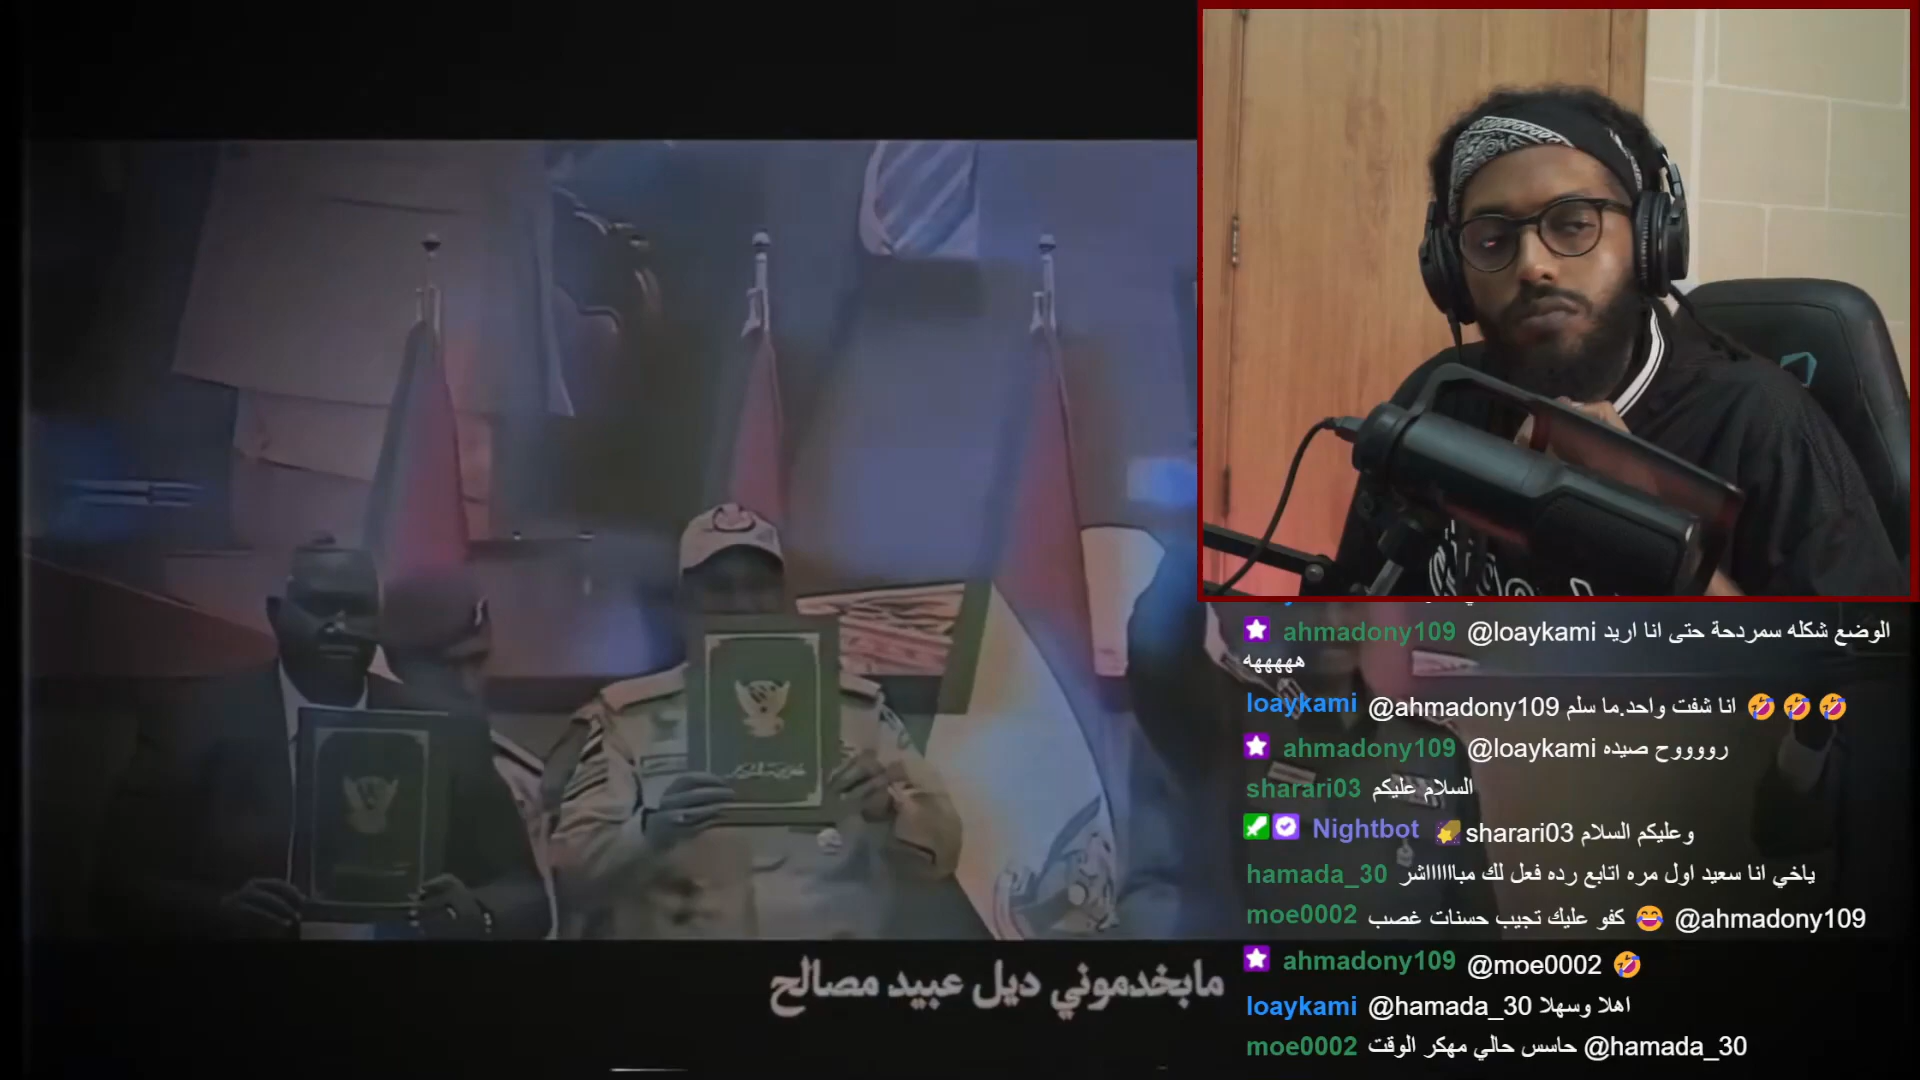 ahmadony109 @loaykami الوضع شكله سمردحة حتى انا اريد
هههههه
loaykami @ahmadony109 انا شفت واحد.ما سلم 🤣 🤣 🤣
ahmadony109 @loaykami رووووح صيده
sharari03 السلام عليكم
Nightbot sharari03 وعليكم السلام
hamada_30 ياخي انا سعيد اول مره اتابع رده فعل لك مبااااااشر
moe0002 كفو عليك تجيب حسنات غصب 😂 @ahmadony109
ahmadony109 @moe0002 🤣
loaykami @hamada_30 اهلا وسهلا
moe0002 حاسس حالي مهكر الوقت @hamada_30
مابخدموني ديل عبيد مصالح